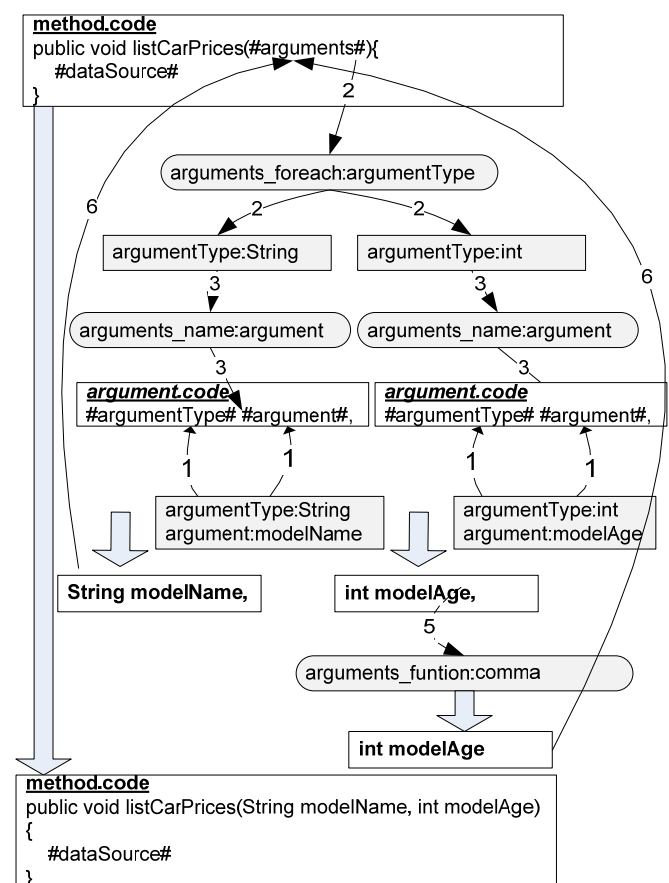 method.code
public void listCarPrices(#arguments#){
#dataSource#
}
2
arguments_foreach:argumentType
6
2
2
argumentType:String
argumentType:int
6
3
3
arguments_name:argument
arguments_name:argument
3
3
argument.code
#argumentType# #argument#,
argument.code
#argumentType# #argument#,
1
1
1
1
argumentType:String
argument:modelName
argumentType:int
argument:modelAge
String modelName,
int modelAge,
5
arguments_funtion:comma
int modelAge
method.code
public void listCarPrices(String modelName, int modelAge)
{
#dataSource#
}